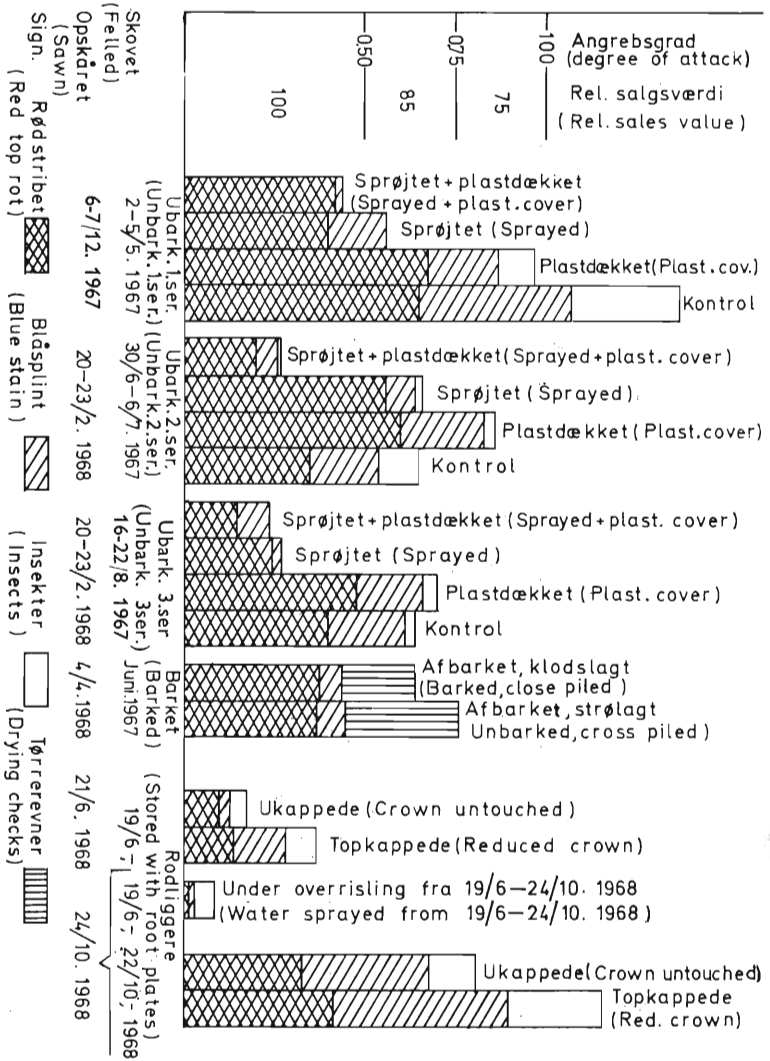 Angrebsgrad
(degree of attack)
Rel. salgsværdi
(Rel. sales value)
0,50
0,75
1,00
100
85
75
Skovet
(Felled)
Opskåret
(Sawn)
Sign.
Sprøjtet + plastdækket
(Sprayed + plast.cover)
Sprøjtet (Sprayed)
Plastdækket (Plast.cov.)
Kontrol
Ubark. 1.ser.
(Unbark. 1.ser.)
2–5/5. 1967
6-7/12. 1967
Sprøjtet + plastdækket (Sprayed + plast. cover)
Sprøjtet (Sprayed)
Plastdækket (Plast.cover)
Kontrol
Ubark. 2.ser.
(Unbark. 2.ser.)
30/6–6/7. 1967
20–23/2. 1968
Sprøjtet + plastdækket (Sprayed + plast. cover)
Sprøjtet (Sprayed)
Plastdækket (Plast. cover)
Kontrol
Ubark. 3.ser
(Unbark. 3ser.)
16-22/8. 1967
20–23/2. 1968
Afbarket, klodslagt
(Barked, close piled)
Afbarket, strølagt
Unbarked, cross piled)
Barket
(Barked)
Juni.1967
4/4.1968
Ukappede (Crown untouched)
Topkappede (Reduced crown)
Under overrisling fra 19/6–24/10. 1968
(Water sprayed from 19/6–24/10. 1968)
Ukappede (Crown untouched)
Topkappede
(Red. crown)
Rodliggere
(Stored with root plates)
19/6, 19/6, 22/10, 1968
21/6. 1968
24/10. 1968
Rødstribet
(Red top rot)
Blåsplint
(Blue stain)
Insekter
(Insects)
Tørrerevner
(Drying checks)